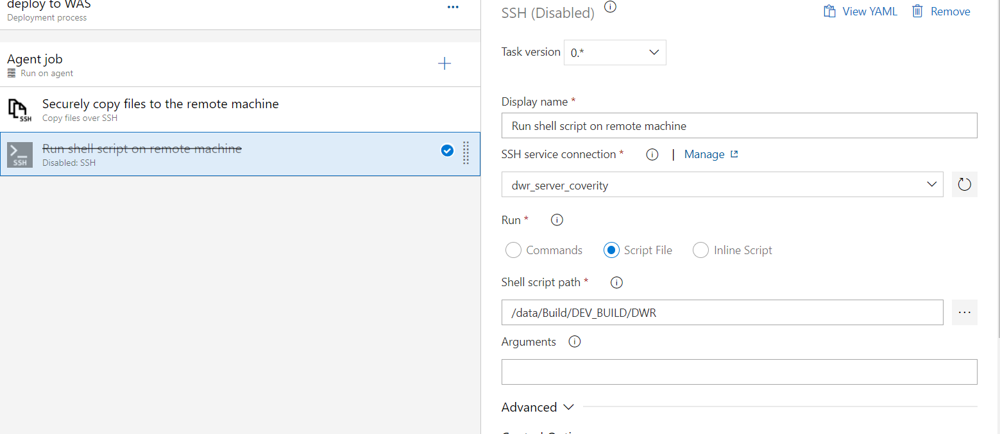 deploy to WAS
Deployment process
Agent job
Run on agent
Securely copy files to the remote machine
Copy files over SSH
SSH
Run shell script on remote machine
Disabled: SSH
SSH
SSH (Disabled)
View YAML
Remove
Task version
0.*
Display name *
Run shell script on remote machine
SSH service connection * | Manage
dwr_server_coverity
Run *
Commands
Script File
Inline Script
Shell script path *
/data/Build/DEV_BUILD/DWR
Arguments
Advanced